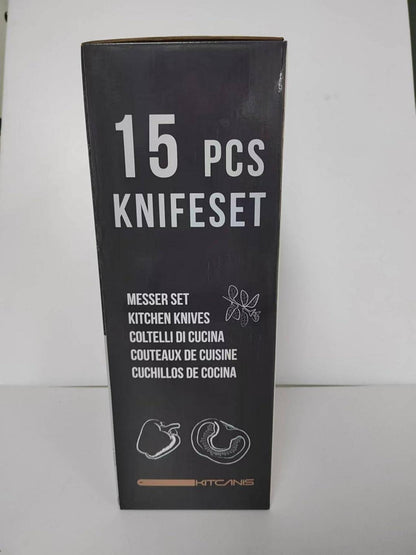 15 PCS
KNIFESET
MESSER SET
KITCHEN KNIVES
COLTELLI DI CUCINA
COUTEAUX DE CUISINE
CUCHILLOS DE COCINA
KITCANIS